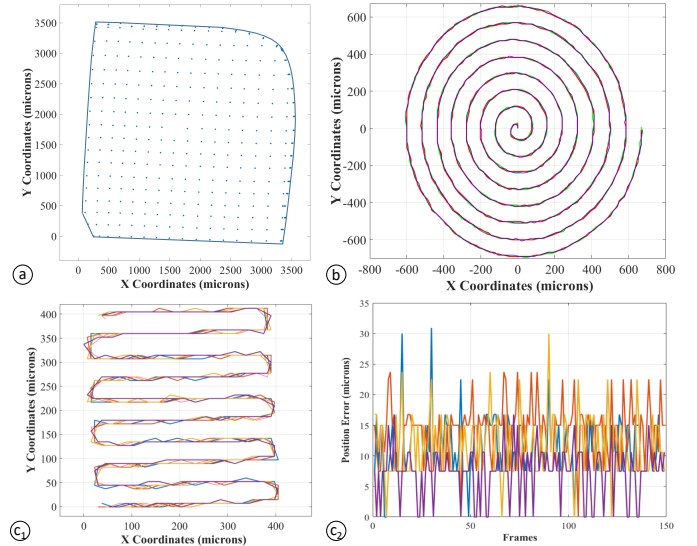 3500
3000
2500
2000
1500
1000
500
0
Y Coordinates (microns)
0 500 1000 1500 2000 2500 3000 3500
X Coordinates (microns)
a
600
400
200
0
-200
-400
-600
Y Coordinates (microns)
-800 -600 -400 -200 0 200 400 600 800
X Coordinates (microns)
b
400
350
300
250
200
150
100
50
0
Y Coordinates (microns)
0 100 200 300 400
X Coordinates (microns)
c1
35
30
25
20
15
10
5
0
Position Error (microns)
0 50 100 150
Frames
c2